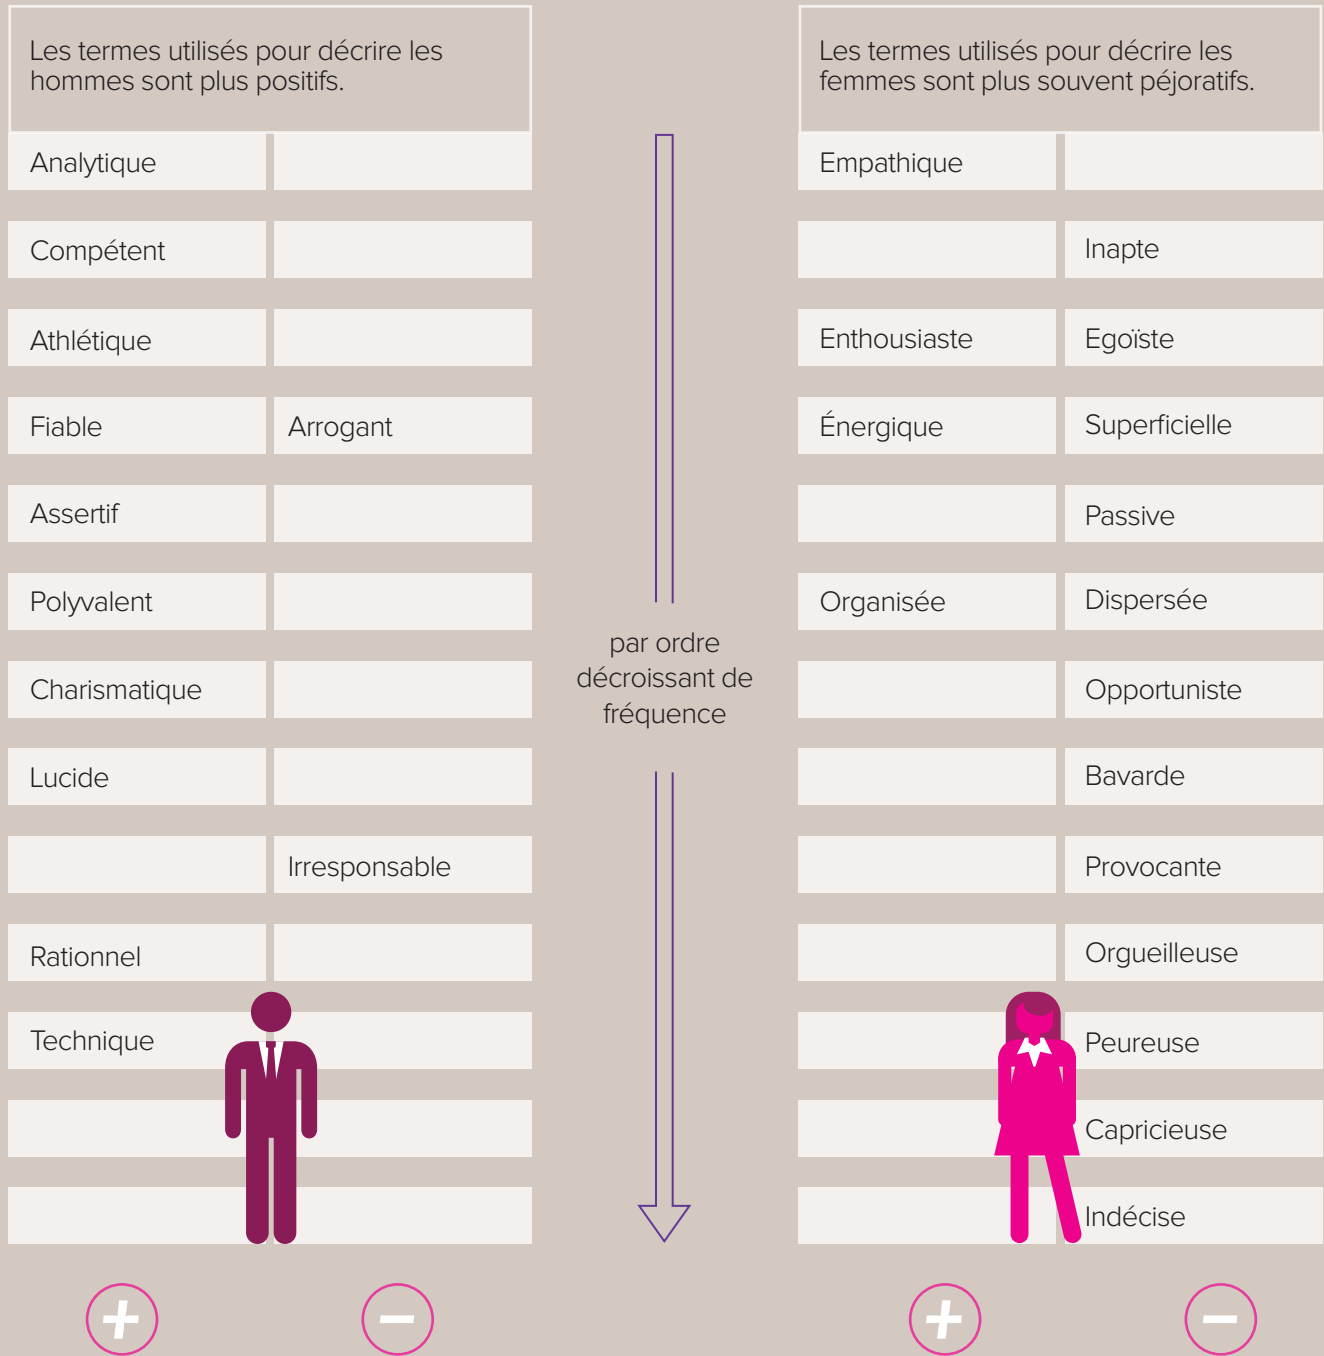 Les termes utilisés pour décrire les
hommes sont plus positifs.
Analytique
Compétent
Athlétique
Fiable
Arrogant
Assertif
Polyvalent
Charismatique
Lucide
Irresponsable
Rationnel
Technique
par ordre
décroissant de
fréquence
Les termes utilisés pour décrire les
femmes sont plus souvent péjoratifs.
Empathique
Inapte
Enthousiaste
Egoïste
Énergique
Superficielle
Passive
Organisée
Dispersée
Opportuniste
Bavarde
Provocante
Orgueilleuse
Peureuse
Capricieuse
Indécise
+
−
+
−